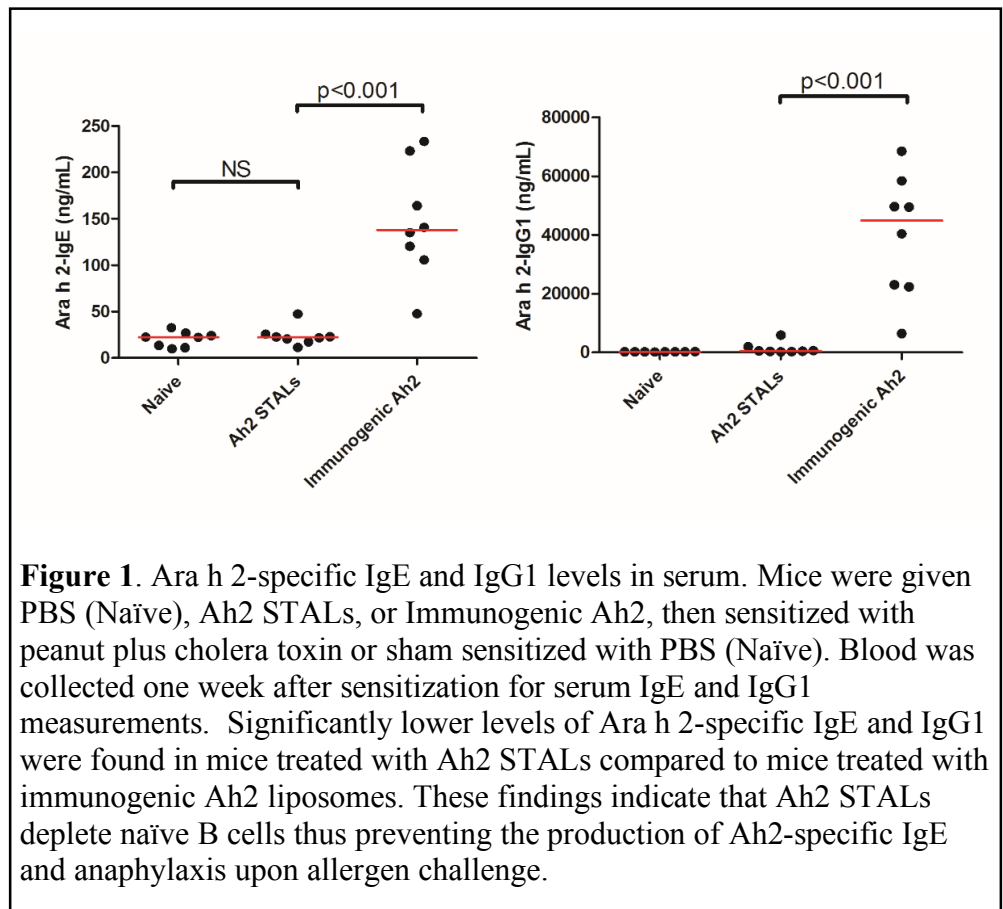 p<0.001
NS
250
200
150
100
50
0
Ara h 2-IgE (ng/mL)
Naive
Ah2 STALs
Immunogenic Ah2
p<0.001
80000
60000
40000
20000
0
Ara h 2-IgG1 (ng/mL)
Naive
Ah2 STALs
Immunogenic Ah2
Figure 1. Ara h 2-specific IgE and IgG1 levels in serum. Mice were given
PBS (Naïve), Ah2 STALs, or Immunogenic Ah2, then sensitized with
peanut plus cholera toxin or sham sensitized with PBS (Naïve). Blood was
collected one week after sensitization for serum IgE and IgG1
measurements. Significantly lower levels of Ara h 2-specific IgE and IgG1
were found in mice treated with Ah2 STALs compared to mice treated with
immunogenic Ah2 liposomes. These findings indicate that Ah2 STALs
deplete naïve B cells thus preventing the production of Ah2-specific IgE
and anaphylaxis upon allergen challenge.